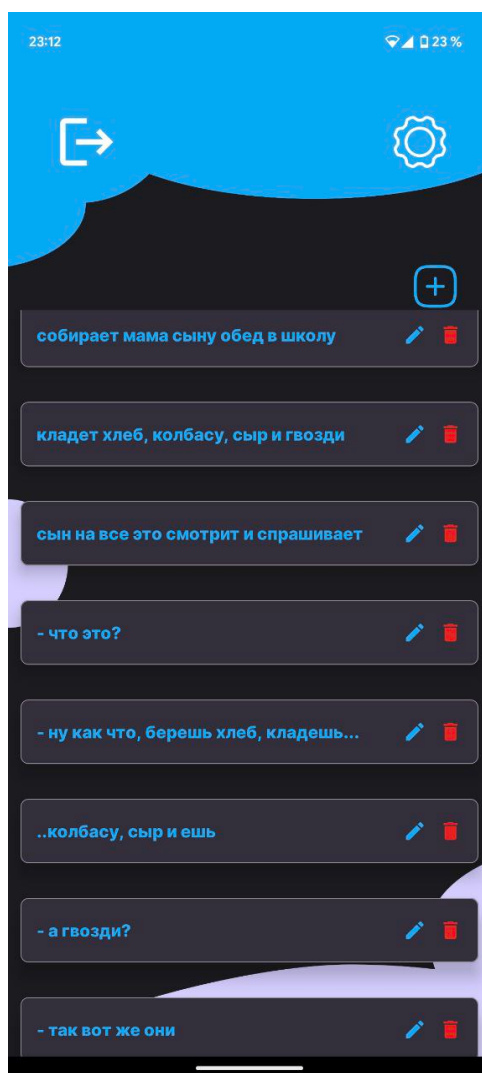 23:12
23 %
собирает мама сыну обед в школу
кладет хлеб, колбасу, сыр и гвозди
сын на все это смотрит и спрашивает
- что это?
- ну как что, берешь хлеб, кладешь...
..колбасу, сыр и ешь
- а гвозди?
- так вот же они